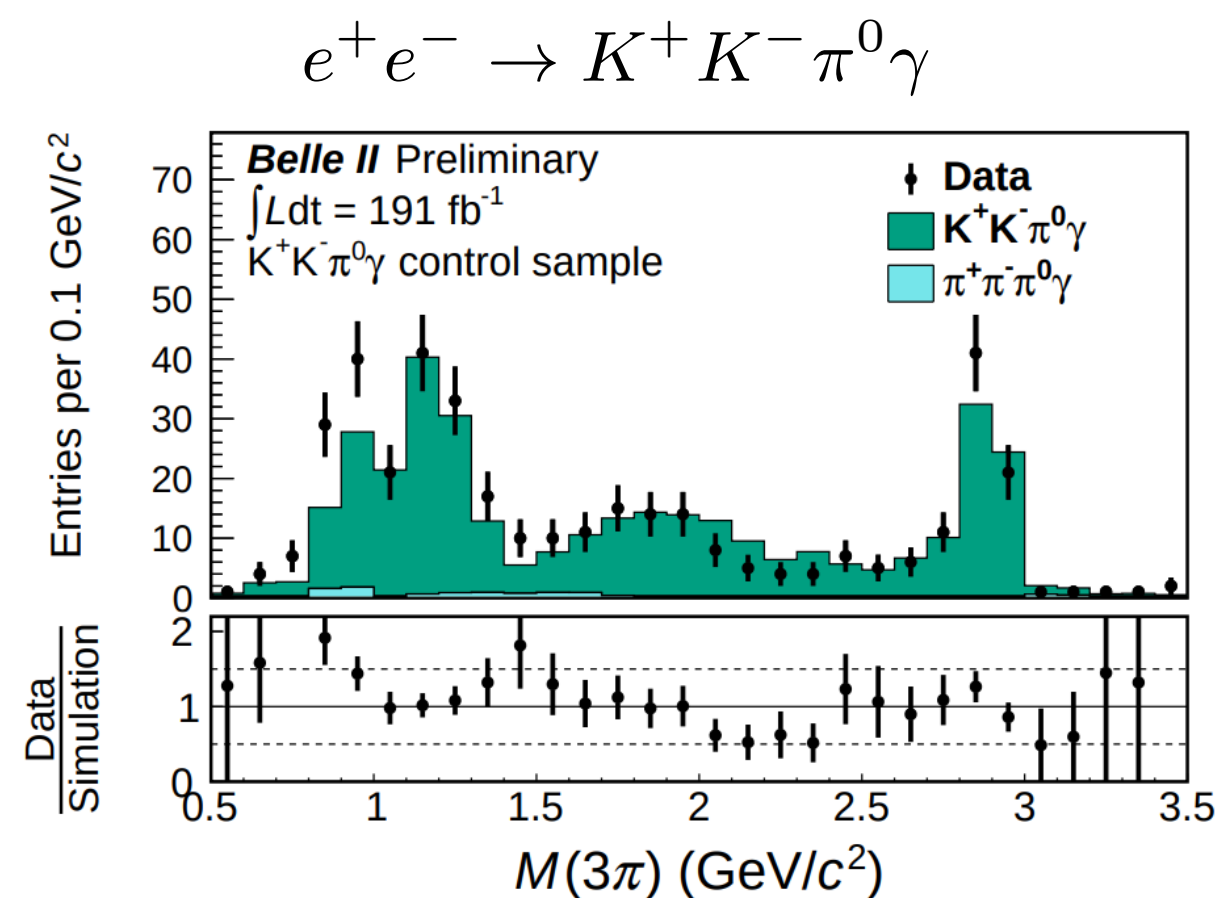 e⁺e⁻ → K⁺K⁻π⁰γ
Belle II Preliminary
∫Ldt = 191 fb⁻¹
K⁺K⁻π⁰γ control sample
Data
K⁺K⁻π⁰γ
π⁺π⁻π⁰γ
Entries per 0.1 GeV/c²
70
60
50
40
30
20
10
0
Data
Simulation
2
1
0
0.5 1 1.5 2 2.5 3 3.5
M(3π) (GeV/c²)